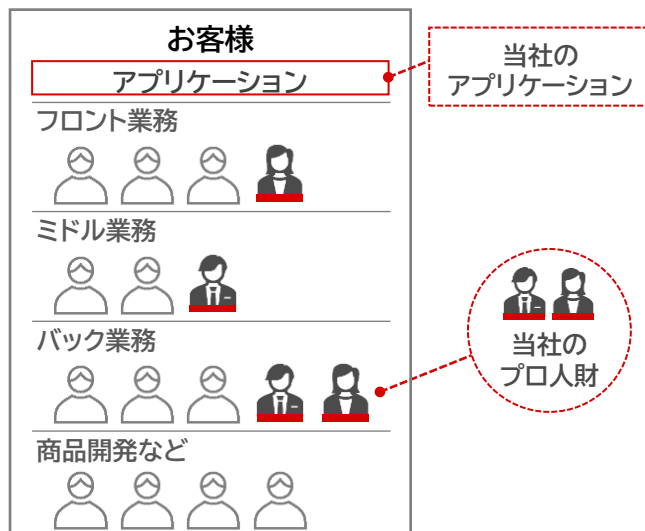 お客様
アプリケーション
当社の
アプリケーション
フロント業務
ミドル業務
バック業務
当社の
プロ人財
商品開発など